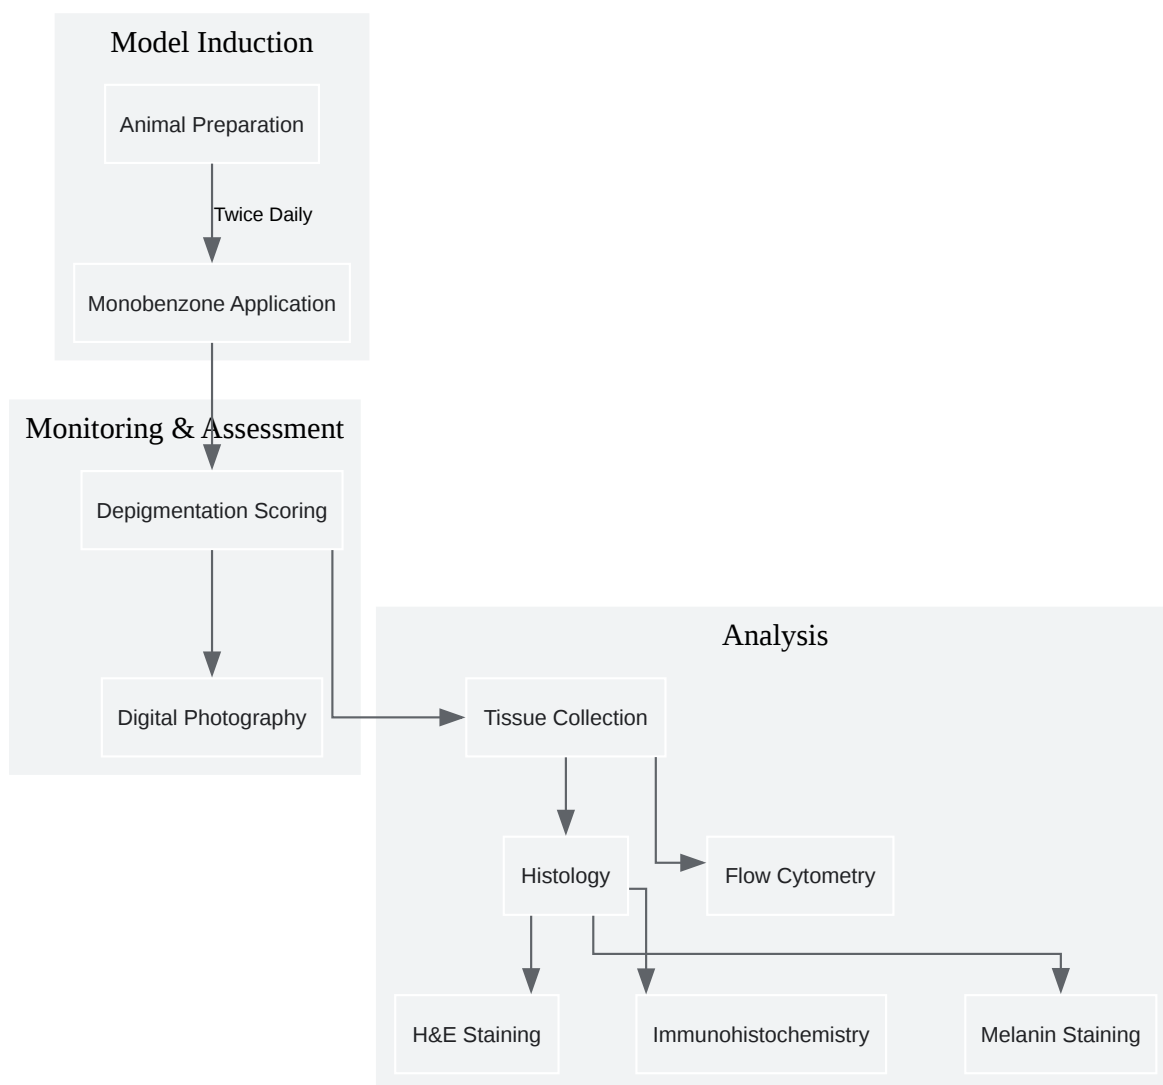 Model Induction
Animal Preparation
Twice Daily
Monobenzone Application
Monitoring & Assessment
Depigmentation Scoring
Digital Photography
Analysis
Tissue Collection
Histology
Flow Cytometry
H&E Staining
Immunohistochemistry
Melanin Staining